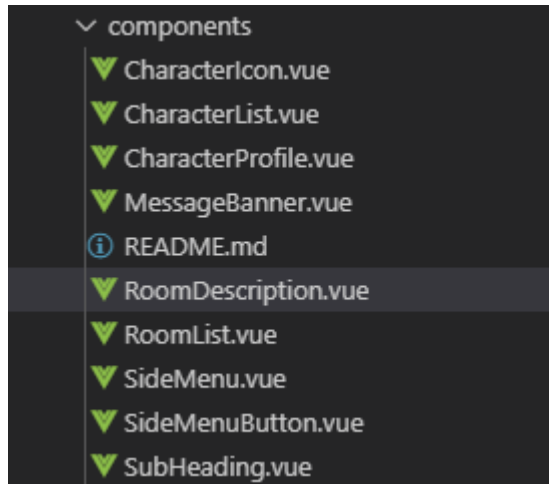 components
CharacterIcon.vue
CharacterList.vue
CharacterProfile.vue
MessageBanner.vue
README.md
RoomDescription.vue
RoomList.vue
SideMenu.vue
SideMenuButton.vue
SubHeading.vue